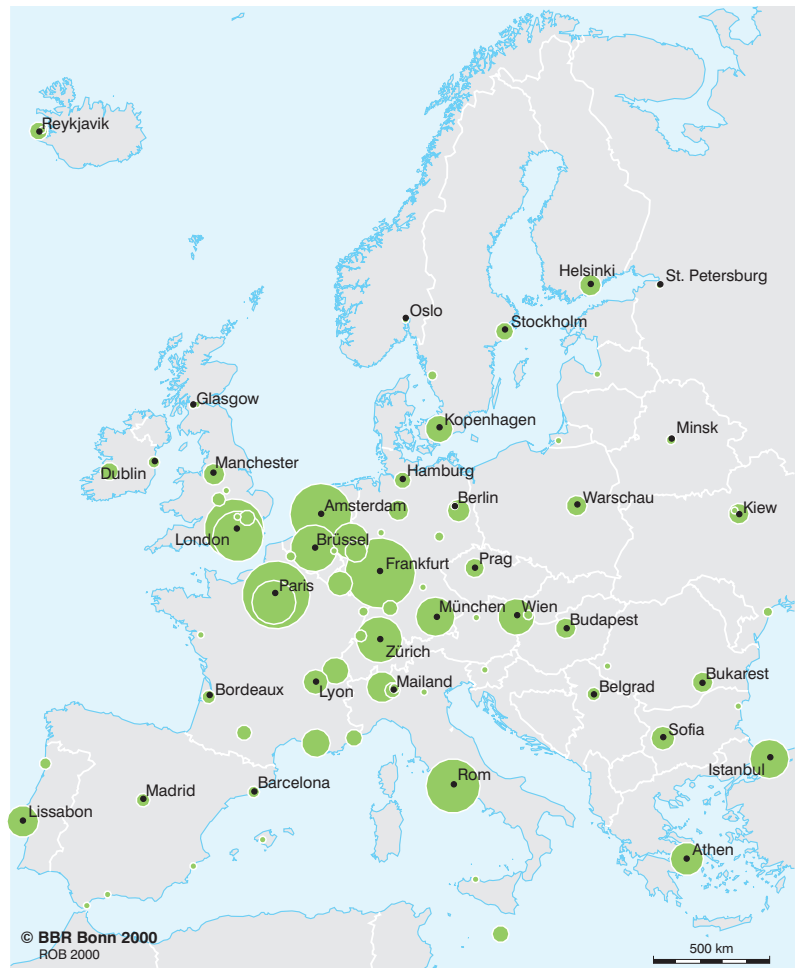 Reykjavik
Helsinki
St. Petersburg
Oslo
Stockholm
Glasgow
Kopenhagen
Minsk
Dublin
Manchester
Hamburg
Amsterdam
Berlin
Warschau
Kiew
London
Brüssel
Frankfurt
Prag
Paris
München
Wien
Budapest
Zürich
Lyon
Mailand
Bordeaux
Belgrad
Bukarest
Sofia
Istanbul
Rom
Madrid
Barcelona
Lissabon
Athen
© BBR Bonn 2000
ROB 2000
500 km